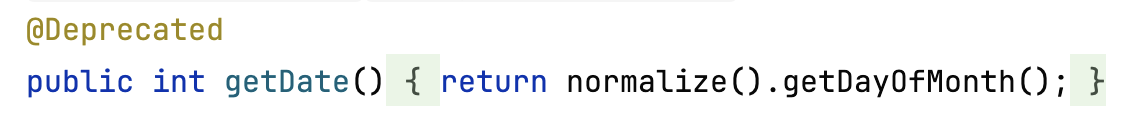 @Deprecated
public int getDate() { return normalize().getDayOfMonth(); }